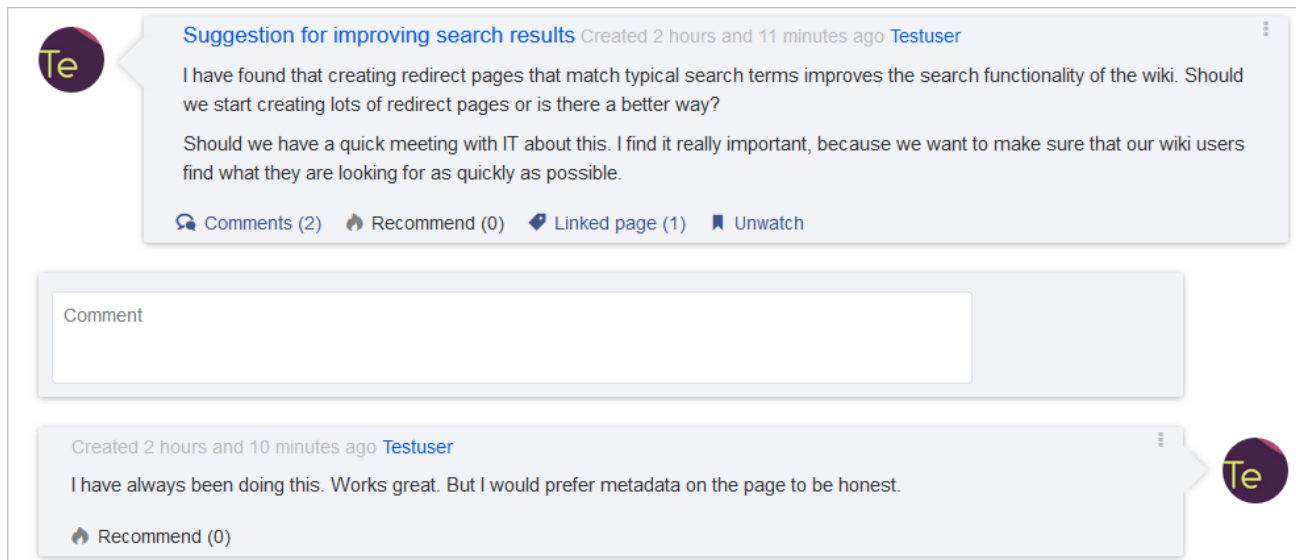 Te
Suggestion for improving search results Created 2 hours and 11 minutes ago Testuser
I have found that creating redirect pages that match typical search terms improves the search functionality of the wiki. Should
we start creating lots of redirect pages or is there a better way?
Should we have a quick meeting with IT about this. I find it really important, because we want to make sure that our wiki users
find what they are looking for as quickly as possible.
Comments (2) Recommend (0) Linked page (1) Unwatch
Comment
Created 2 hours and 10 minutes ago Testuser
Te
I have always been doing this. Works great. But I would prefer metadata on the page to be honest.
Recommend (0)